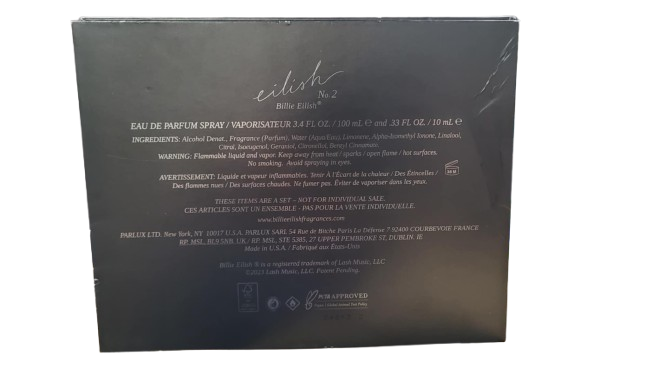 eilish
No.2
Billie Eilish®
EAU DE PARFUM SPRAY / VAPORISATEUR 3.4 FL OZ. / 100 mL ℮ and .33 FL OZ. / 10 mL ℮
INGREDIENTS: Alcohol Denat., Fragrance (Parfum), Water (Aqua/Eau), Limonene, Alpha-Isomethyl Ionone, Linalool,
Citral, Isoeugenol, Geraniol, Citronellol, Benzyl Cinnamate.
WARNING: Flammable liquid and vapor. Keep away from heat / sparks / open flame / hot surfaces.
No smoking. Avoid spraying in eyes.
AVERTISSEMENT: Liquide et vapeur inflammables. Tenir À l'Écart de la chaleur / Des Étincelles /
Des flammes nues / Des surfaces chaudes. Ne fumer pas. Éviter de vaporiser dans les yeux.
THESE ITEMS ARE A SET – NOT FOR INDIVIDUAL SALE.
CES ARTICLES SONT UN ENSEMBLE - PAS POUR LA VENTE INDIVIDUELLE.
www.billieeilishfragrances.com
PARLUX LTD. New York, NY 10017 U.S.A. PARLUX SARL 54 Rue de Bitche Paris La Défense 7 92400 COURBEVOIE FRANCE
RP. MSL, BL9 5NB, UK / RP. MSL, STE 5385, 27 UPPER PEMBROKE ST. DUBLIN, IE
Made in U.S.A. / Fabriqué aux États-Unis
Billie Eilish ® is a registered trademark of Lash Music, LLC
©2023 Lash Music, LLC. Patent Pending.
APPROVED